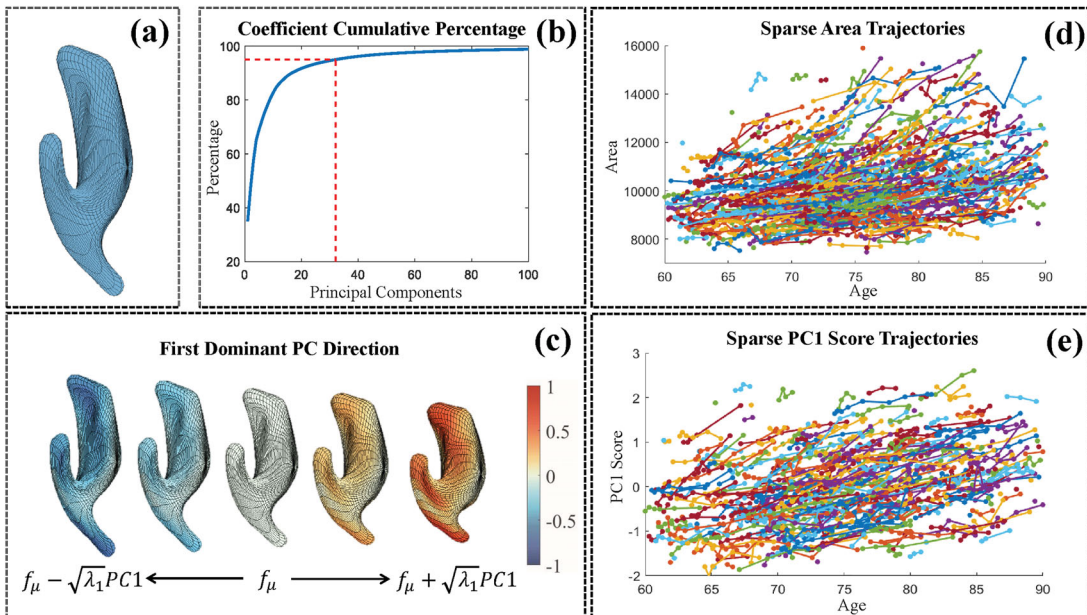 (a)
Coefficient Cumulative Percentage
(b)
100
80
60
40
20
0
20
40
60
80
100
Percentage
Principal Components
First Dominant PC Direction
(c)
1
0.5
0
-0.5
-1
f_μ − √λ₁PC1
f_μ
f_μ + √λ₁PC1
Sparse Area Trajectories
(d)
16000
14000
12000
10000
8000
Area
60
65
70
75
80
85
90
Age
Sparse PC1 Score Trajectories
(e)
3
2
1
0
-1
-2
PC1 Score
60
65
70
75
80
85
90
Age